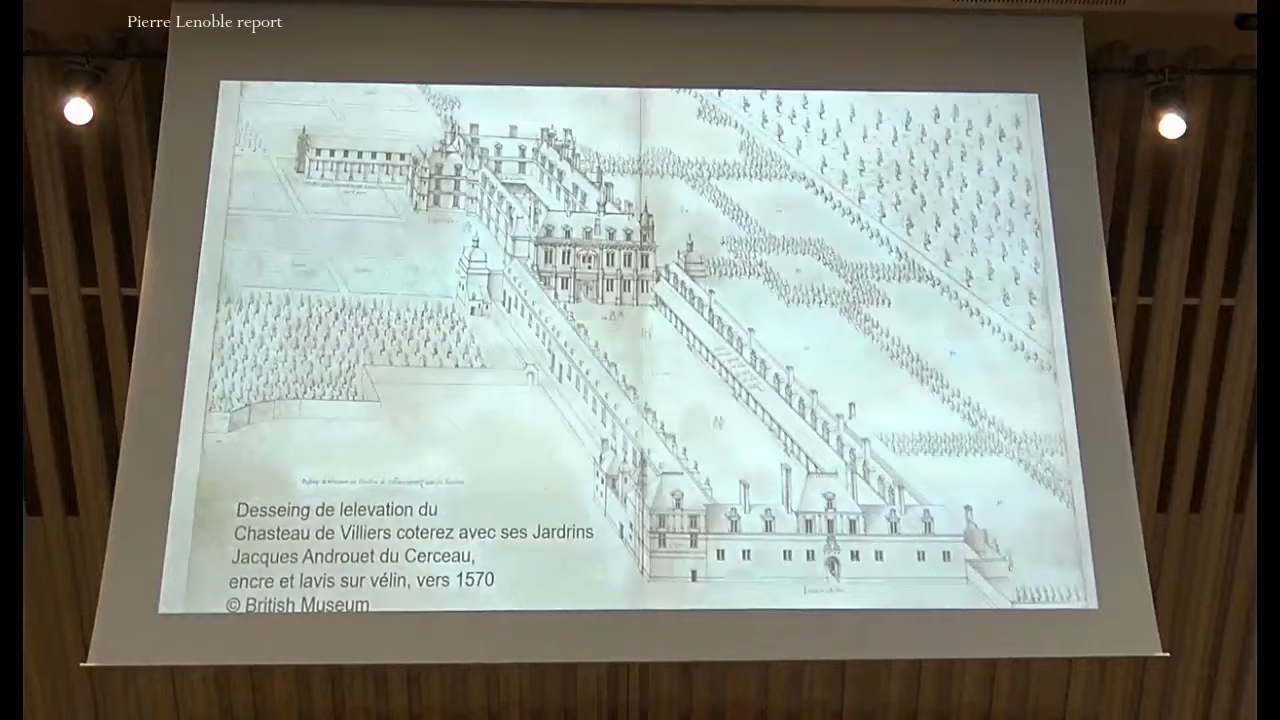 Pierre Lenoble report
Desseing de lelevation du
Chasteau de Villiers coterez avec ses Jardrins
Jacques Androuet du Cerceau,
encre et lavis sur vélin, vers 1570
© British Museum